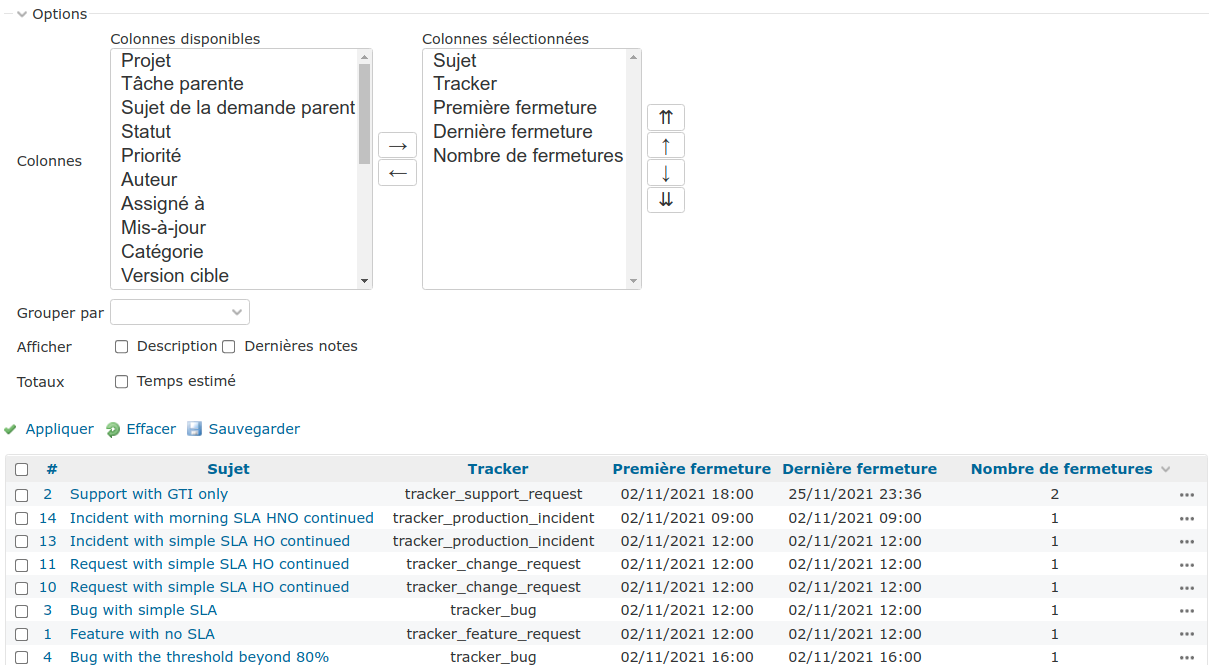 Options
Colonnes disponibles
Colonnes sélectionnées
Colonnes
Projet
Tâche parente
Sujet de la demande parent
Statut
Priorité
Auteur
Assigné à
Mis-à-jour
Catégorie
Version cible
→
←
Sujet
Tracker
Première fermeture
Dernière fermeture
Nombre de fermetures
⇈
↑
↓
⇊
Grouper par
Afficher Description Dernières notes
Totaux Temps estimé
Appliquer Effacer Sauvegarder
# Sujet Tracker Première fermeture Dernière fermeture Nombre de fermetures
2 Support with GTI only tracker_support_request 02/11/2021 18:00 25/11/2021 23:36 2
14 Incident with morning SLA HNO continued tracker_production_incident 02/11/2021 09:00 02/11/2021 09:00 1
13 Incident with simple SLA HO continued tracker_production_incident 02/11/2021 12:00 02/11/2021 12:00 1
11 Request with simple SLA HO continued tracker_change_request 02/11/2021 12:00 02/11/2021 12:00 1
10 Request with simple SLA HO continued tracker_change_request 02/11/2021 12:00 02/11/2021 12:00 1
3 Bug with simple SLA tracker_bug 02/11/2021 12:00 02/11/2021 12:00 1
1 Feature with no SLA tracker_feature_request 02/11/2021 12:00 02/11/2021 12:00 1
4 Bug with the threshold beyond 80% tracker_bug 02/11/2021 16:00 02/11/2021 16:00 1